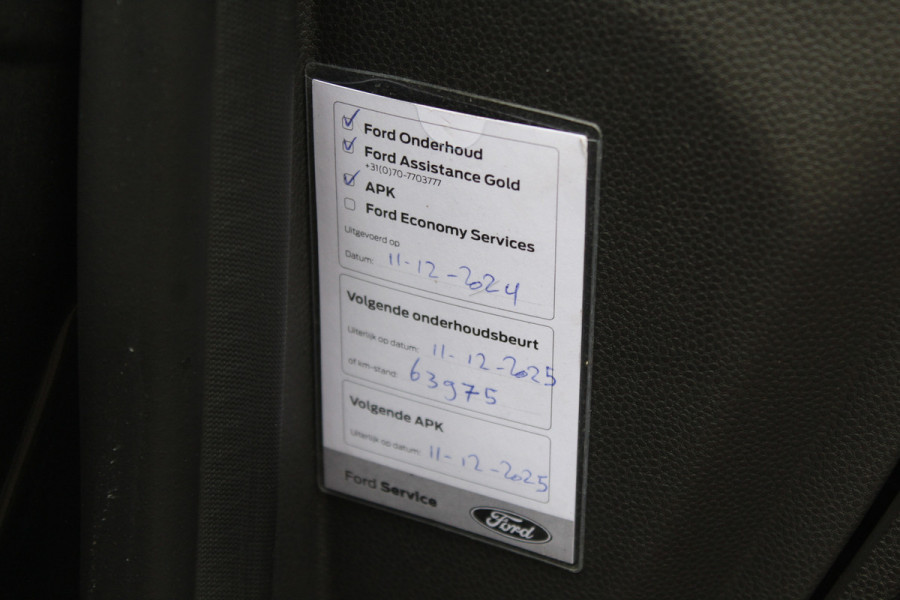 Ford Onderhoud
Ford Assistance Gold
+31(0)70-7703777
APK
Ford Economy Services
Uitgevoerd op
Datum: 11-12-2024
Volgende onderhoudsbeurt
Uiterlijk op datum: 11-12-2025
of km-stand: 63975
Volgende APK
Uiterlijk op datum: 11-12-2025
Ford Service
Ford